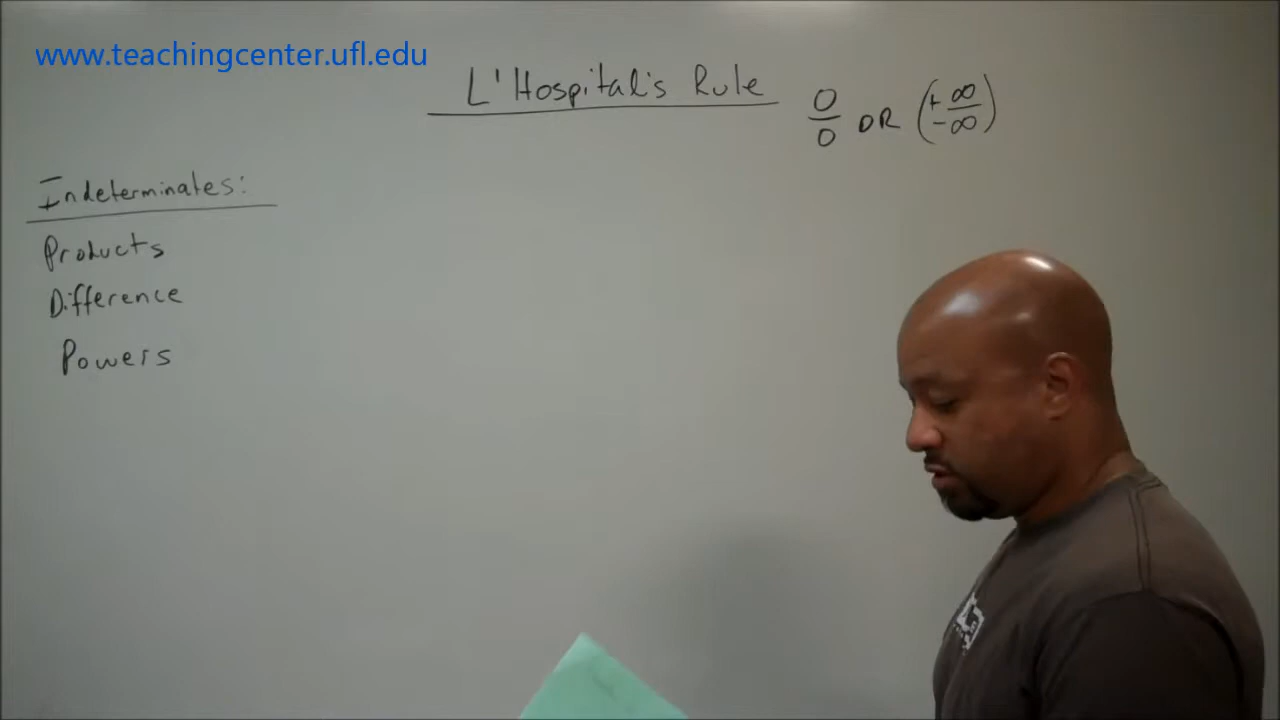 www.teachingcenter.ufl.edu
L'Hospital's Rule
0/0 OR (+∞/-∞)
Indeterminates:
Products
Difference
Powers